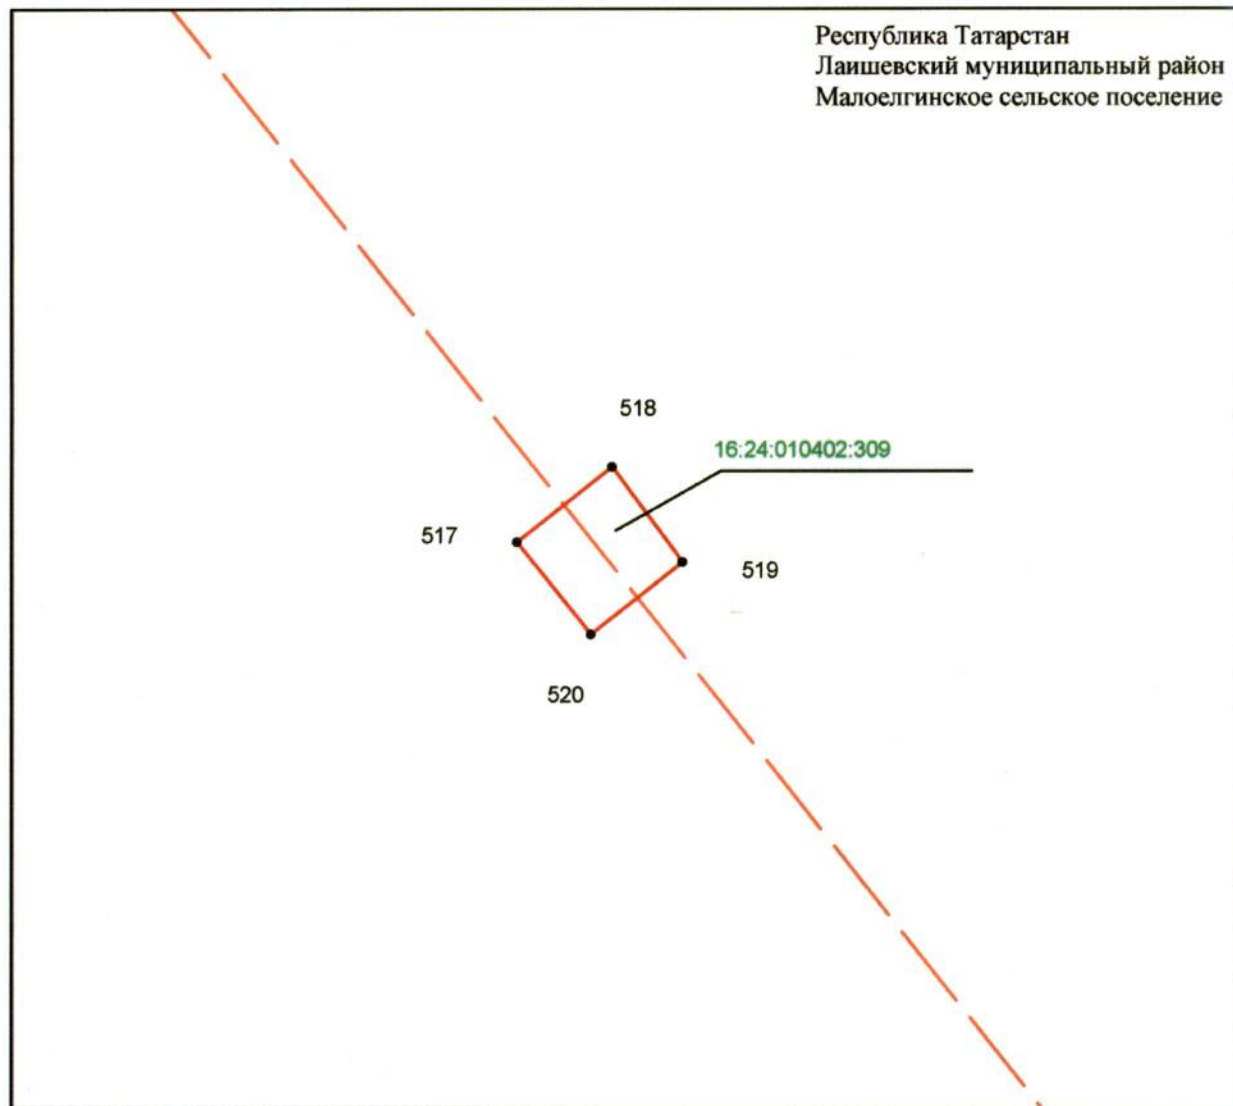 Республика Татарстан
Лаишевский муниципальный район
Малоелгинское сельское поселение
518
16:24:010402:309
517
519
520